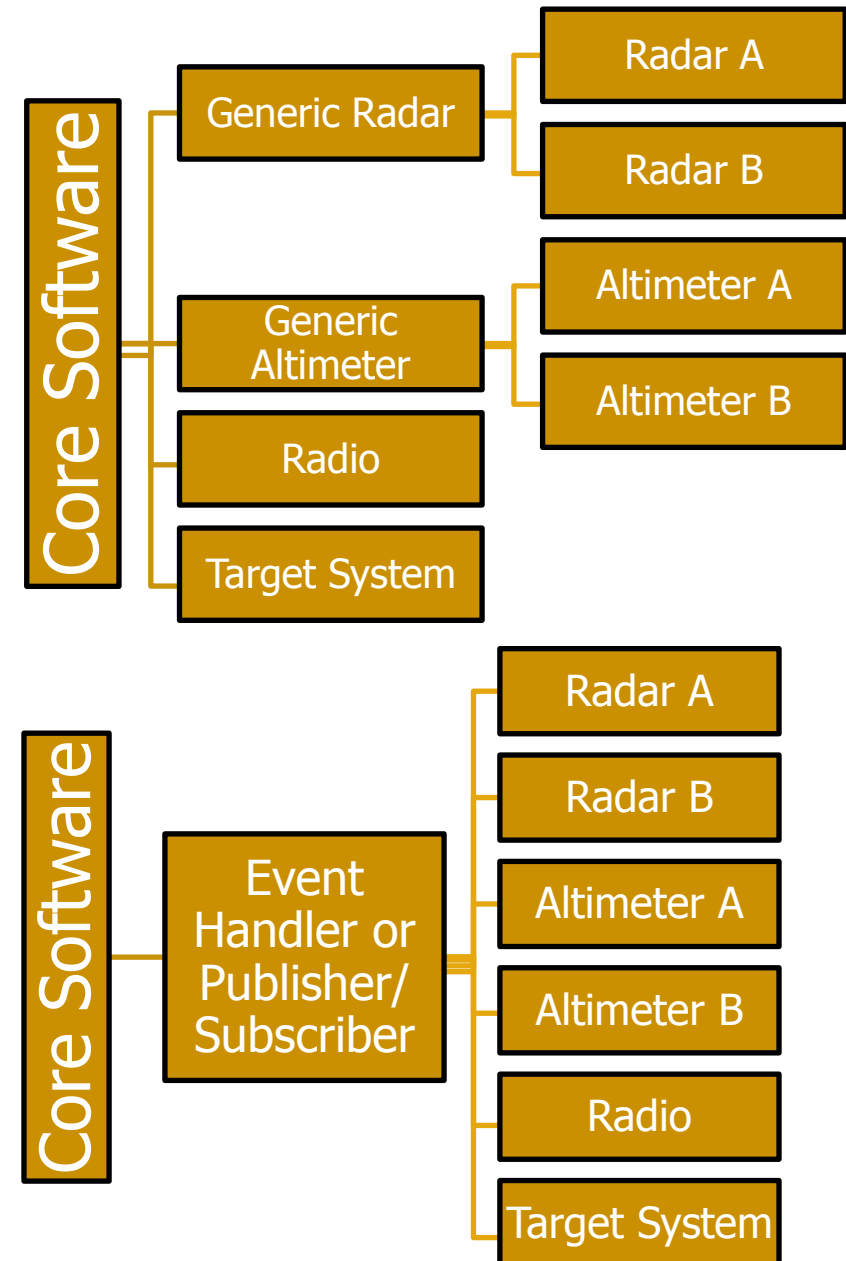 Core Software
Generic Radar
Radar A
Radar B
Generic
Altimeter
Altimeter A
Altimeter B
Radio
Target System
Core Software
Event
Handler or
Publisher/
Subscriber
Radar A
Radar B
Altimeter A
Altimeter B
Radio
Target System